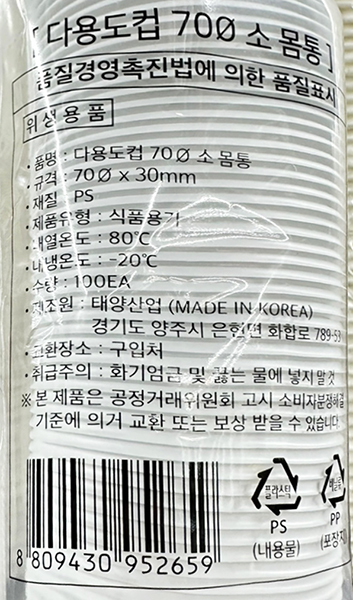 [ 다용도컵 70Ø 소 몸통 ]
품질경영촉진법에 의한 품질표시
위 생 용 품
· 품명 : 다용도컵 70Ø 소 몸통
· 규격 : 70Ø x 30mm
· 재질 : PS
· 제품유형 : 식품용기
· 내열온도 : 80℃
· 내냉온도 : -20℃
· 수량 : 100EA
· 제조원 : 태양산업 (MADE IN KOREA)
경기도 양주시 은현면 화합로 789-53
· 교환장소 : 구입처
· 취급주의 : 화기엄금 및 끓는 물에 넣지 말 것
※ 본 제품은 공정거래위원회 고시 소비자분쟁해결
기준에 의거 교환 또는 보상 받을 수 있습니다
플라스틱 비닐류
PS PP
(내용물) (포장지
8 809430 952659